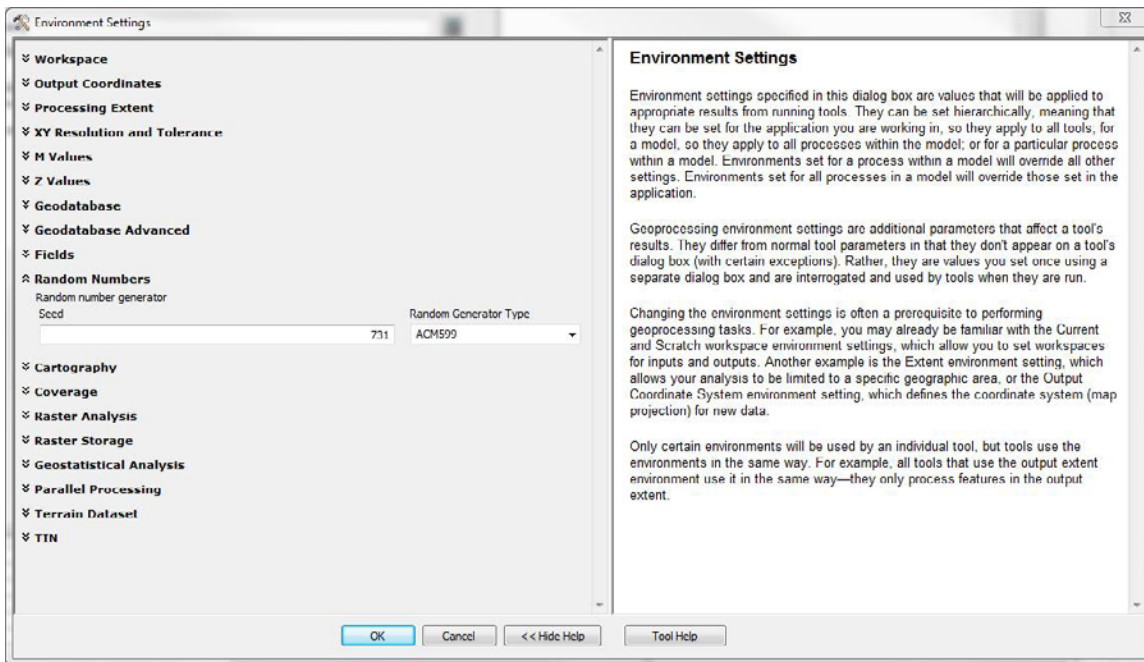 Environment Settings
Workspace
Output Coordinates
Processing Extent
XY Resolution and Tolerance
M Values
Z Values
Geodatabase
Geodatabase Advanced
Fields
Random Numbers
Random number generator
Seed
Random Generator Type
731
ACM599
Cartography
Coverage
Raster Analysis
Raster Storage
Geostatistical Analysis
Parallel Processing
Terrain Dataset
TIN
Environment Settings
Environment settings specified in this dialog box are values that will be applied to
appropriate results from running tools. They can be set hierarchically, meaning that
they can be set for the application you are working in, so they apply to all tools; for
a model, so they apply to all processes within the model; or for a particular process
within a model. Environments set for a process within a model will override all other
settings. Environments set for all processes in a model will override those set in the
application.
Geoprocessing environment settings are additional parameters that affect a tool's
results. They differ from normal tool parameters in that they don't appear on a tool's
dialog box (with certain exceptions). Rather, they are values you set once using a
separate dialog box and are interrogated and used by tools when they are run.
Changing the environment settings is often a prerequisite to performing
geoprocessing tasks. For example, you may already be familiar with the Current
and Scratch workspace environment settings, which allow you to set workspaces
for inputs and outputs. Another example is the Extent environment setting, which
allows your analysis to be limited to a specific geographic area, or the Output
Coordinate System environment setting, which defines the coordinate system (map
projection) for new data.
Only certain environments will be used by an individual tool, but tools use the
environments in the same way. For example, all tools that use the output extent
environment use it in the same way—they only process features in the output
extent.
OK
Cancel
<< Hide Help
Tool Help